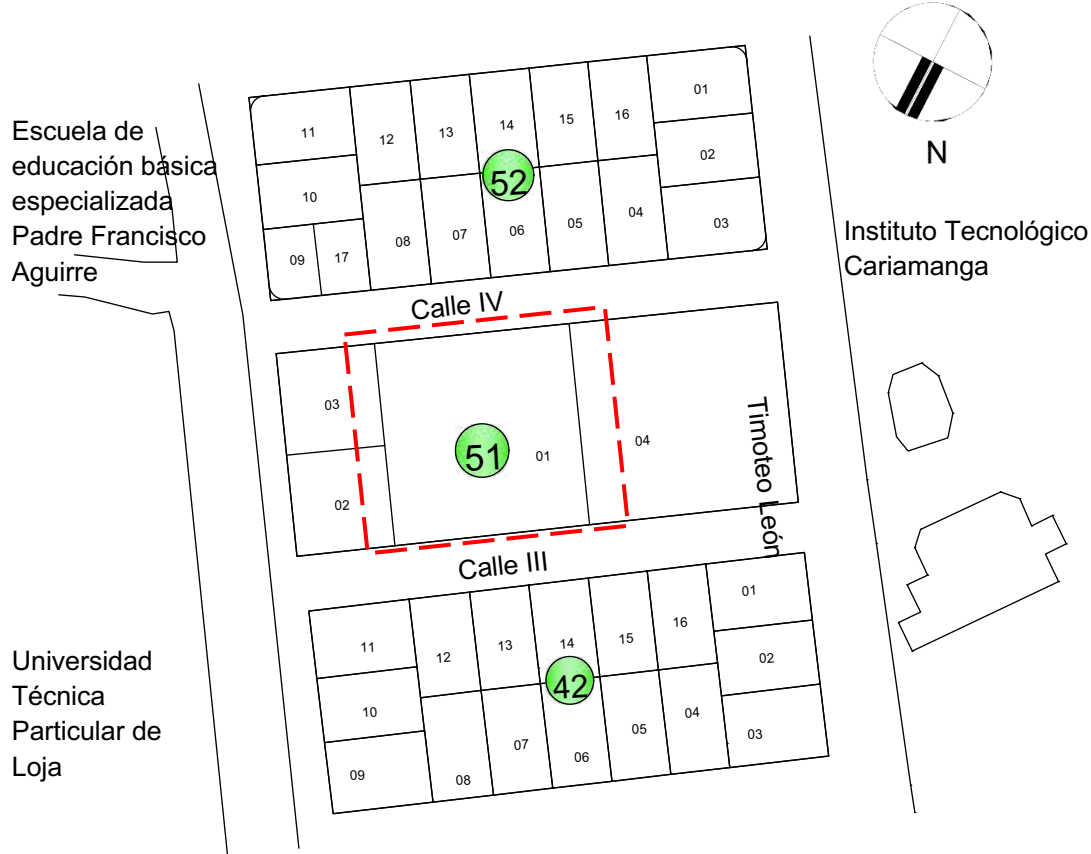 Escuela de
educación básica
especializada
Padre Francisco
Aguirre
N
Instituto Tecnológico
Cariamanga
11
12
13
14
15
16
01
10
52
02
09
17
08
07
06
05
04
03
Calle IV
03
51
01
04
02
Timoteo León
Calle III
11
12
13
14
15
16
01
10
42
02
09
08
07
06
05
04
03
Universidad
Técnica
Particular de
Loja